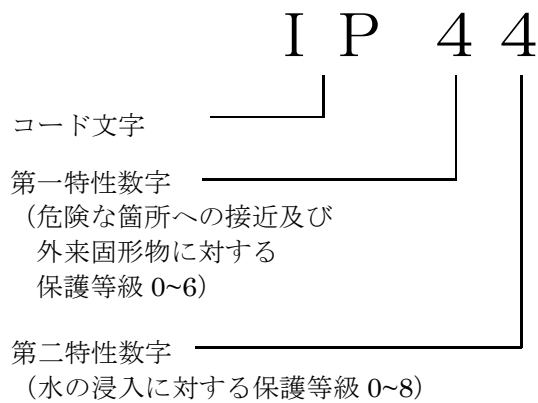 IP 44
コード文字
第一特性数字
（危険な箇所への接近及び
外来固形物に対する
保護等級 0~6）
第二特性数字
（水の浸入に対する保護等級 0~8）